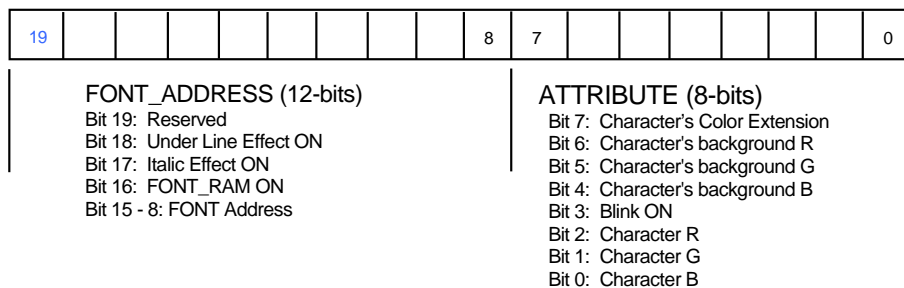 19 8 7 0
FONT_ADDRESS (12-bits)
Bit 19: Reserved
Bit 18: Under Line Effect ON
Bit 17: Italic Effect ON
Bit 16: FONT_RAM ON
Bit 15 - 8: FONT Address
ATTRIBUTE (8-bits)
Bit 7: Character's Color Extension
Bit 6: Character's background R
Bit 5: Character's background G
Bit 4: Character's background B
Bit 3: Blink ON
Bit 2: Character R
Bit 1: Character G
Bit 0: Character B